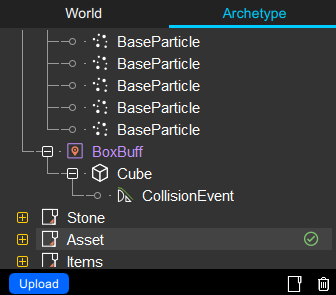 World Archetype
BaseParticle
BaseParticle
BaseParticle
BaseParticle
BaseParticle
BoxBuff
Cube
CollisionEvent
Stone
Asset
Items
Upload